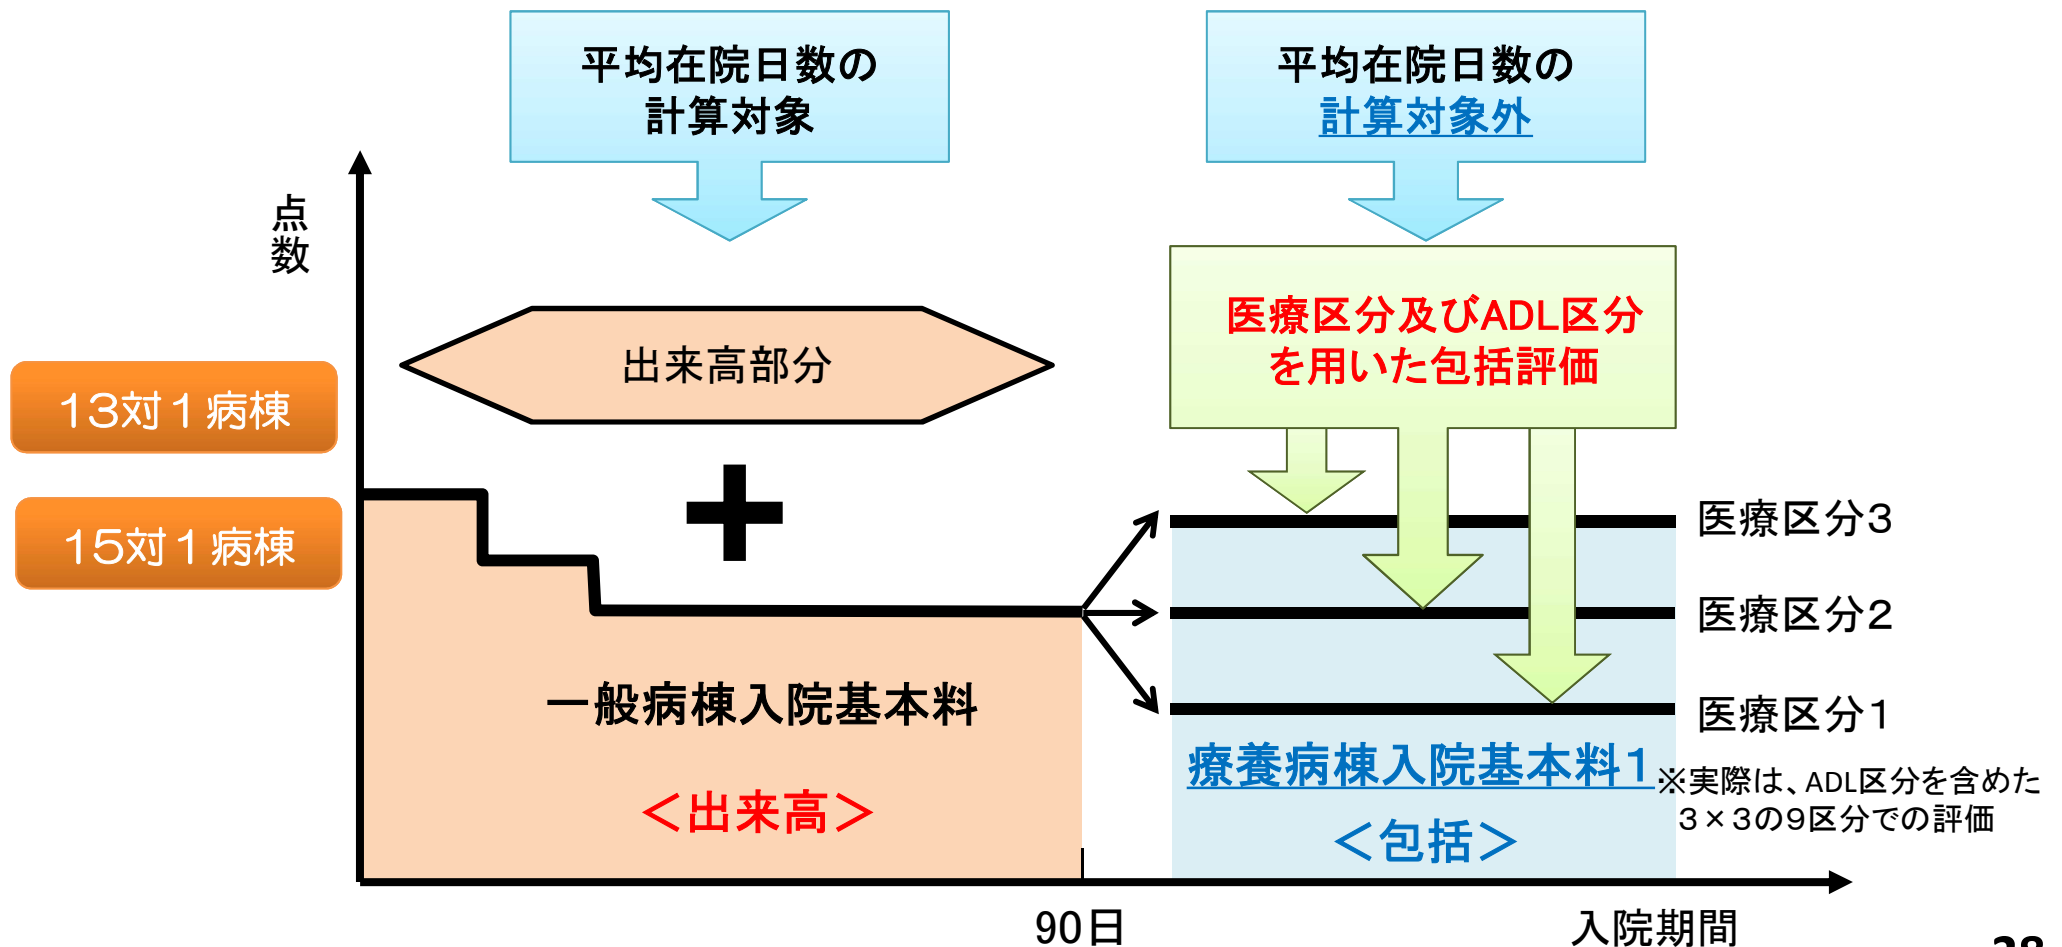 平均在院日数の
計算対象
平均在院日数の
計算対象外
点数
出来高部分
医療区分及びADL区分
を用いた包括評価
13対1病棟
15対1病棟
医療区分3
医療区分2
医療区分1
一般病棟入院基本料
<出来高>
療養病棟入院基本料1
<包括>
※実際は、ADL区分を含めた
3×3の9区分での評価
90日
入院期間